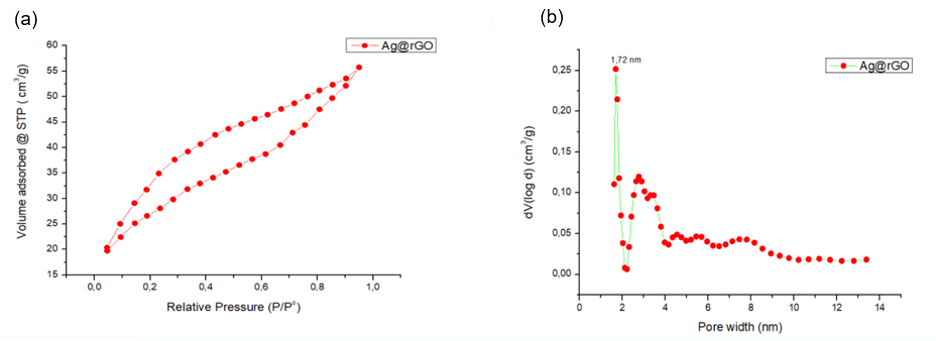 (a)
Ag@rGO
Volume adsorbed @ STP ( cm³/g)
60
55
50
45
40
35
30
25
20
15
0,0 0,2 0,4 0,6 0,8 1,0
Relative Pressure (P/P°)
(b)
1,72 nm
Ag@rGO
dV(log d) (cm³/g)
0,25
0,20
0,15
0,10
0,05
0,00
0 2 4 6 8 10 12 14
Pore width (nm)